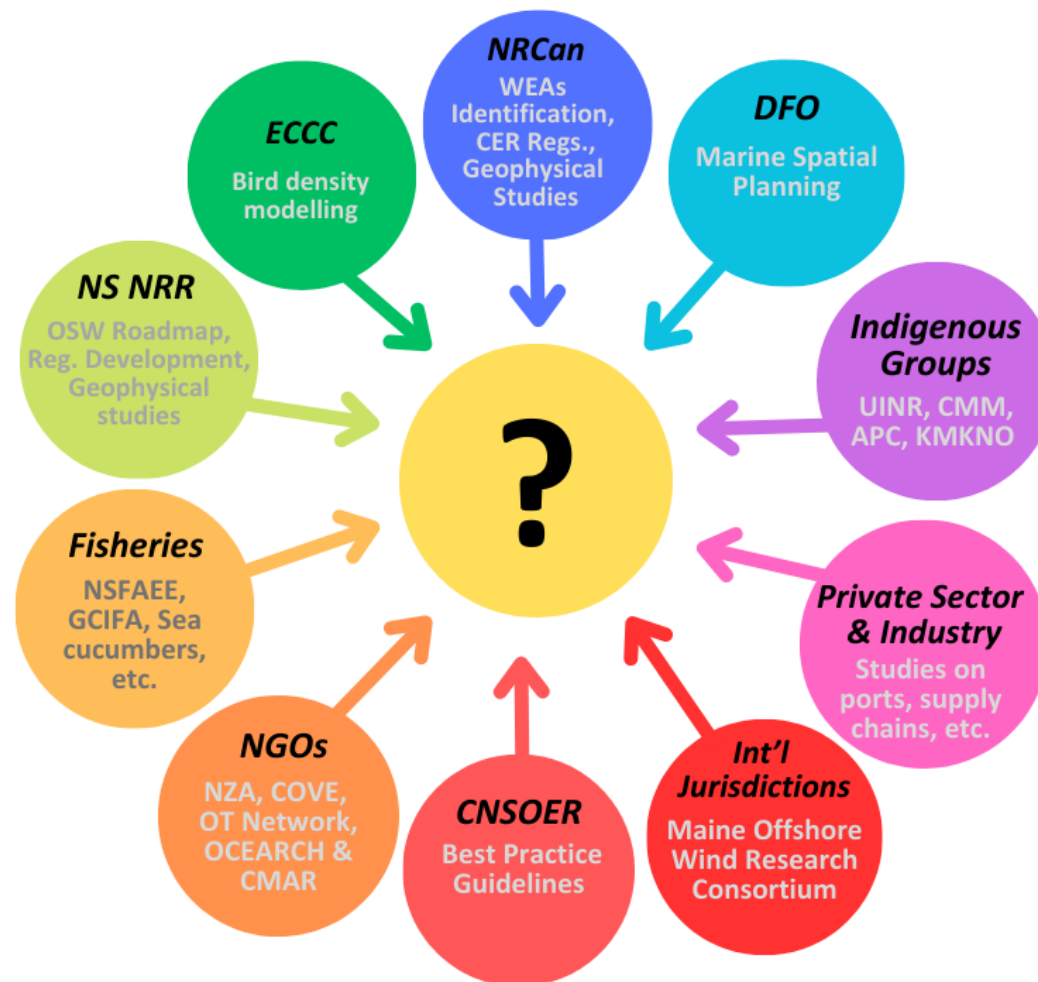 NRCan
WEAs
Identification,
CER Regs.,
Geophysical
Studies
DFO
Marine Spatial
Planning
Indigenous
Groups
UINR, CMM,
APC, KMKNO
Private Sector
& Industry
Studies on
ports, supply
chains, etc.
Int'l
Jurisdictions
Maine Offshore
Wind Research
Consortium
CNSOER
Best Practice
Guidelines
NGOs
NZA, COVE,
OT Network,
OCEARCH &
CMAR
Fisheries
NSFAEE,
GCIFA, Sea
cucumbers,
etc.
NS NRR
OSW Roadmap,
Reg. Development,
Geophysical
studies
ECCC
Bird density
modelling
?